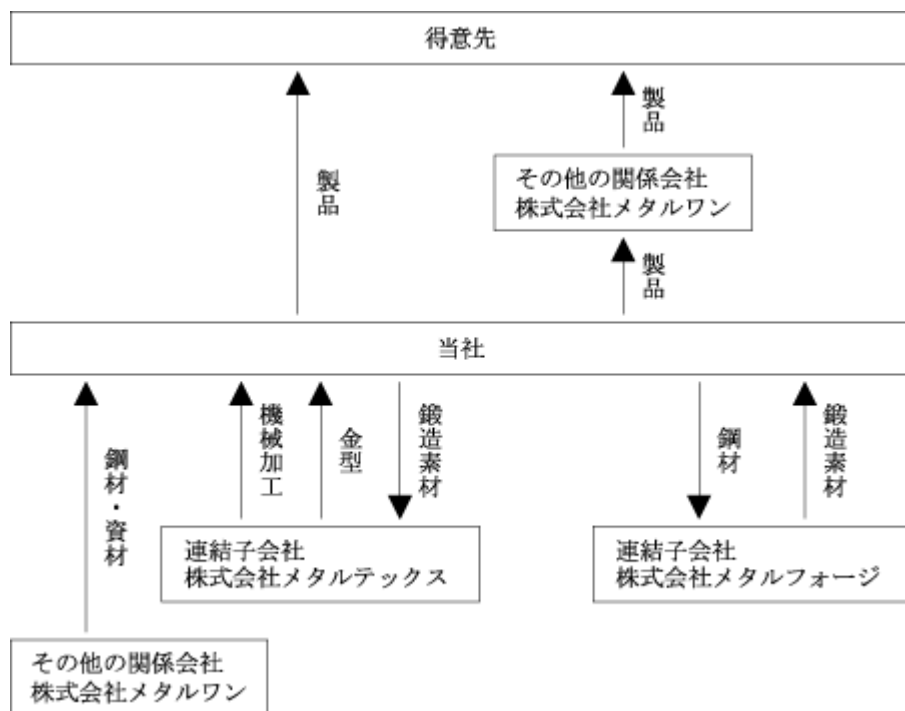 得意先
製品
製品
その他の関係会社
株式会社メタルワン
製品
当社
鋼材・資材
機械加工
金型
鍛造素材
鋼材
鍛造素材
連結子会社
株式会社メタルテックス
連結子会社
株式会社メタルフォージ
その他の関係会社
株式会社メタルワン